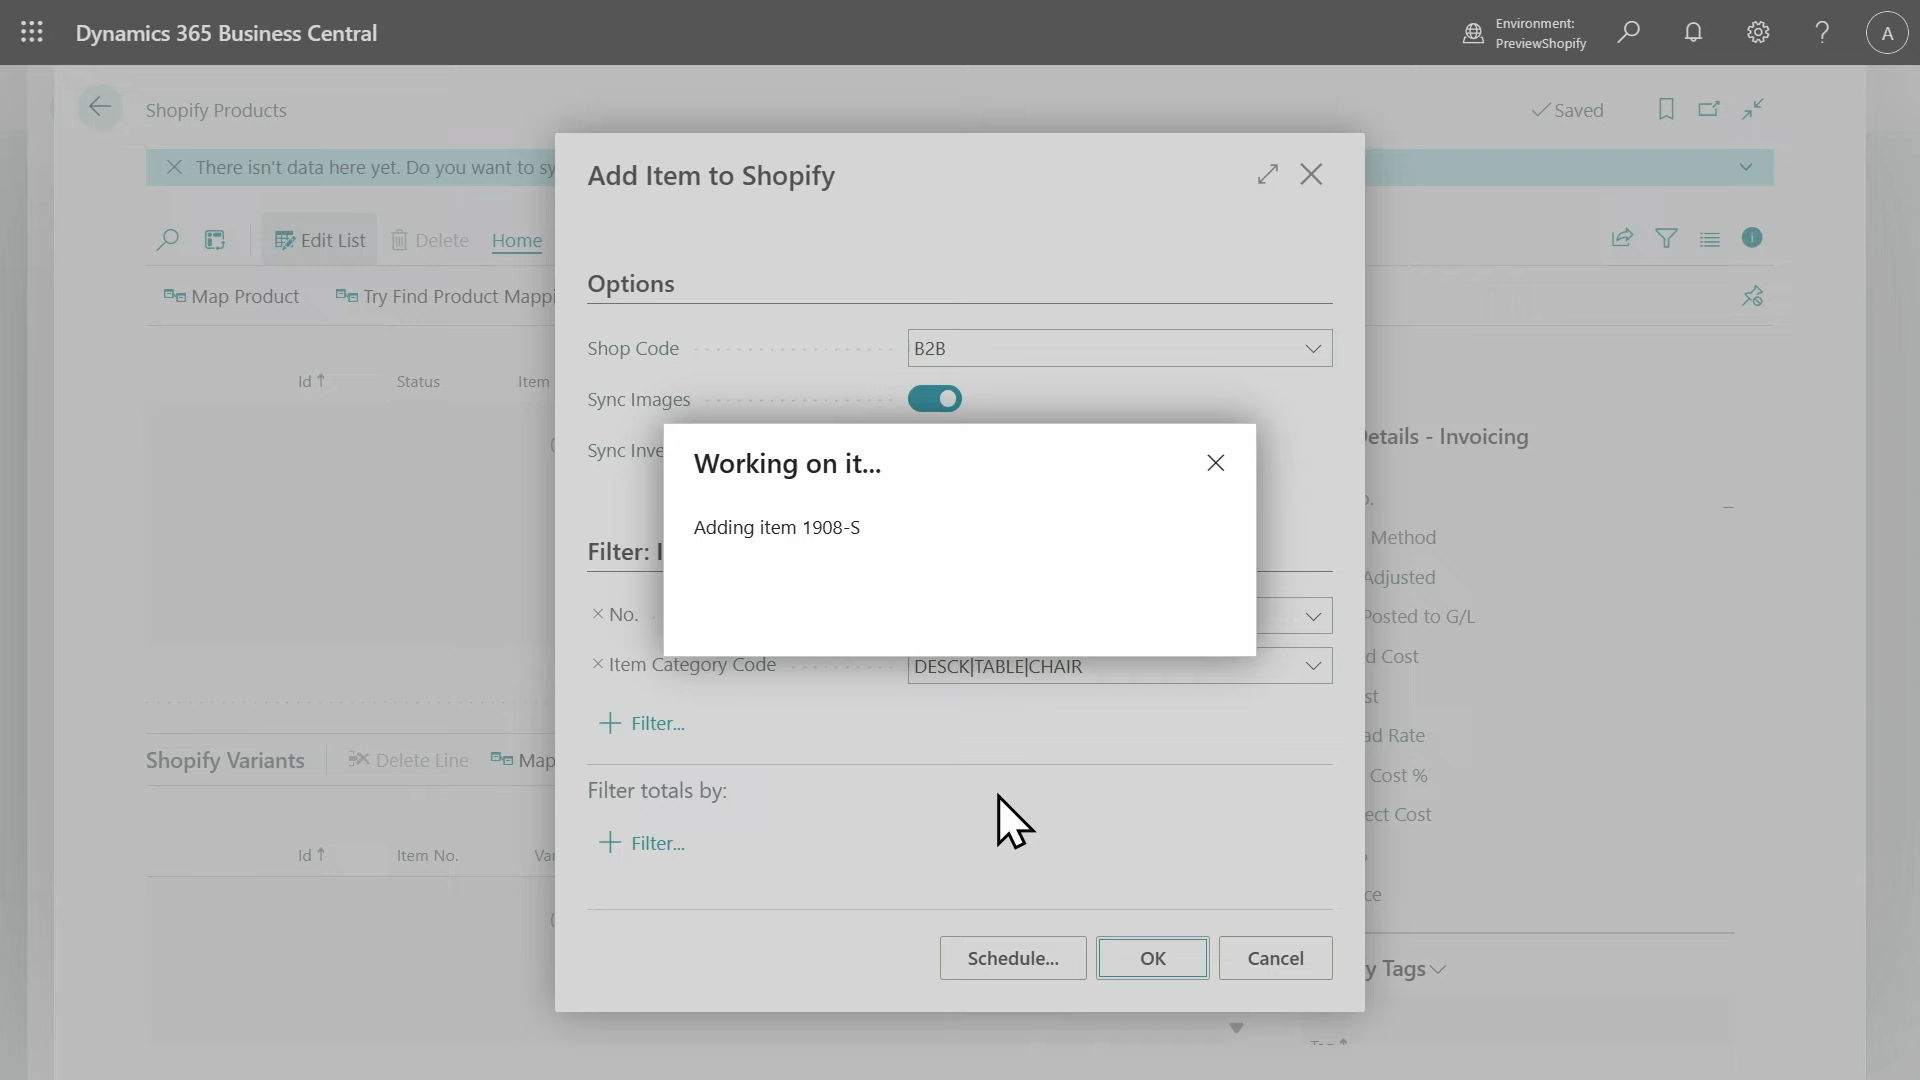 Dynamics 365 Business Central
Environment:
PreviewShopify
A
Shopify Products
Saved
There isn't data here yet. Do you want to sy
Edit List
Delete
Home
Map Product
Try Find Product Mappi
Id
Status
Item
Shopify Variants
Delete Line
Map
Id
Item No.
Var
Add Item to Shopify
Options
Shop Code
B2B
Sync Images
Sync Inve
Working on it...
Adding item 1908-S
Filter: I
No.
Item Category Code
DESCK|TABLE|CHAIR
Filter...
Filter totals by:
Filter...
Schedule...
OK
Cancel
etails - Invoicing
Method
Adjusted
Posted to G/L
d Cost
st
ad Rate
Cost %
ect Cost
ce
y Tags